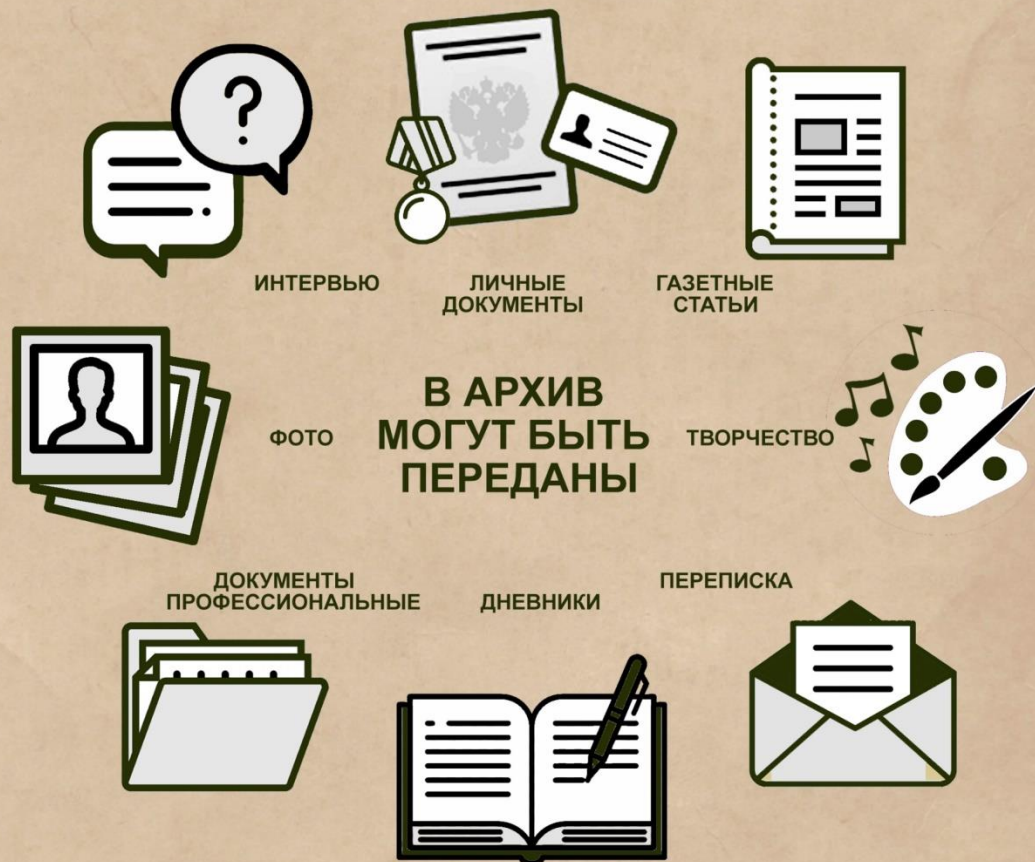 ИНТЕРВЬЮ
ЛИЧНЫЕ
ДОКУМЕНТЫ
ГАЗЕТНЫЕ
СТАТЬИ
ФОТО
В АРХИВ
МОГУТ БЫТЬ
ПЕРЕДАНЫ
ТВОРЧЕСТВО
ДОКУМЕНТЫ
ПРОФЕССИОНАЛЬНЫЕ
ДНЕВНИКИ
ПЕРЕПИСКА
?